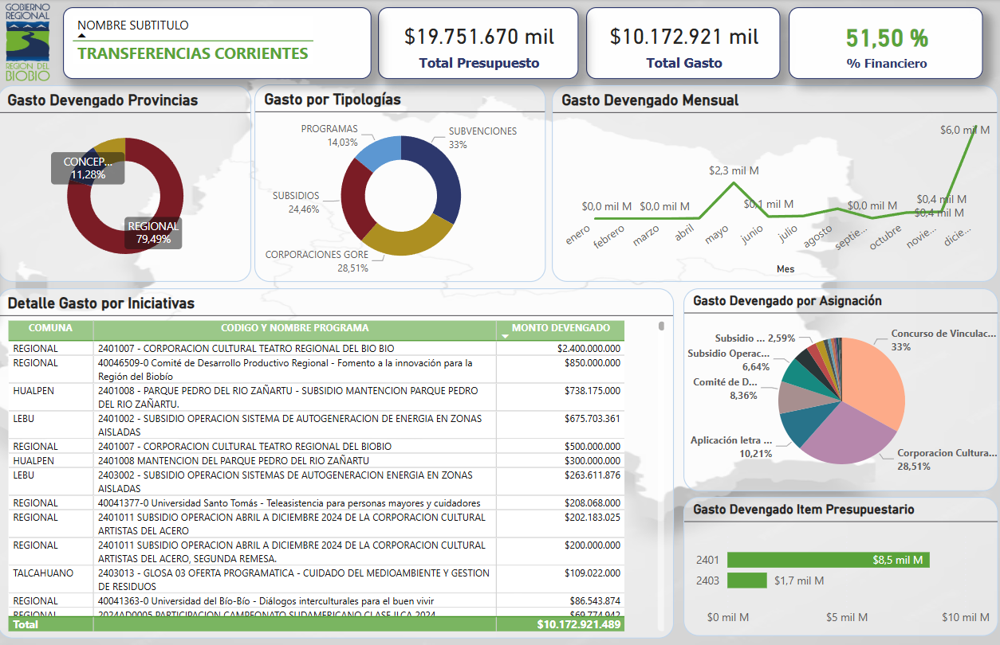 GOBIERNO
REGIONAL
REGION DEL
BIOBIO
NOMBRE SUBTITULO
TRANSFERENCIAS CORRIENTES
$19.751.670 mil
Total Presupuesto
$10.172.921 mil
Total Gasto
51,50 %
% Financiero
Gasto Devengado Provincias
CONCEP...
11,28%
REGIONAL
79,49%
Gasto por Tipologías
PROGRAMAS
14,03%
SUBVENCIONES
33%
SUBSIDIOS
24,46%
CORPORACIONES GORE
28,51%
Gasto Devengado Mensual
$0,0 mil M
$0,0 mil M
$2,3 mil M
$0,1 mil M
$0,0 mil M
$0,4 mil M
$0,4 mil M
$6,0 mil M
enero
febrero
marzo
abril
mayo
junio
julio
agosto
septie...
octubre
novie...
dicie...
Mes
Detalle Gasto por Iniciativas
COMUNA CODIGO Y NOMBRE PROGRAMA MONTO DEVENGADO
REGIONAL 2401007 - CORPORACION CULTURAL TEATRO REGIONAL DEL BIO BIO $2.400.000.000
REGIONAL 40046509-0 Comité de Desarrollo Productivo Regional - Fomento a la innovación para la $850.000.000
Región del Biobío
HUALPEN 2401008 - PARQUE PEDRO DEL RIO ZAÑARTU - SUBSIDIO MANTENCION PARQUE PEDRO $738.175.000
DEL RIO ZAÑARTU.
LEBU 2401002 - SUBSIDIO OPERACION SISTEMA DE AUTOGENERACION DE ENERGIA EN ZONAS $675.703.361
AISLADAS
REGIONAL 2401007 - CORPORACION CULTURAL TEATRO REGIONAL DEL BIOBIO $500.000.000
HUALPEN 2401008 MANTENCION DEL PARQUE PEDRO DEL RIO ZAÑARTU $300.000.000
LEBU 2403002 - SUBSIDIO OPERACION SISTEMAS DE AUTOGENERACION ENERGIA EN ZONAS $263.611.876
AISLADAS
REGIONAL 40041377-0 Universidad Santo Tomás - Teleasistencia para personas mayores y cuidadores $208.068.000
REGIONAL 2401011 SUBSIDIO OPERACION ABRIL A DICIEMBRE 2024 DE LA CORPORACION CULTURAL $202.183.025
ARTISTAS DEL ACERO
REGIONAL 2401011 SUBSIDIO OPERACION ABRIL A DICIEMBRE 2024 DE LA CORPORACION CULTURAL $200.000.000
ARTISTAS DEL ACERO, SEGUNDA REMESA.
TALCAHUANO 2403013 - GLOSA 03 OFERTA PROGRAMATICA - CUIDADO DEL MEDIOAMBIENTE Y GESTION $109.022.000
DE RESIDUOS
REGIONAL 40041363-0 Universidad del Bío-Bío - Diálogos interculturales para el buen vivir $86.543.874
REGIONAL 2024AD0005 PARTICIPACION CAMPEONATO SUDAMERICANO CLASE ILCA 2024 $69.774.942
Total $10.172.921.489
Gasto Devengado por Asignación
Subsidio ... 2,59%
Subsidio Operac...
6,64%
Comité de D...
8,36%
Aplicación letra ...
10,21%
Concurso de Vinculac...
33%
Corporacion Cultura...
28,51%
Gasto Devengado Item Presupuestario
2401 $8,5 mil M
2403 $1,7 mil M
$0 mil M $5 mil M $10 mil M